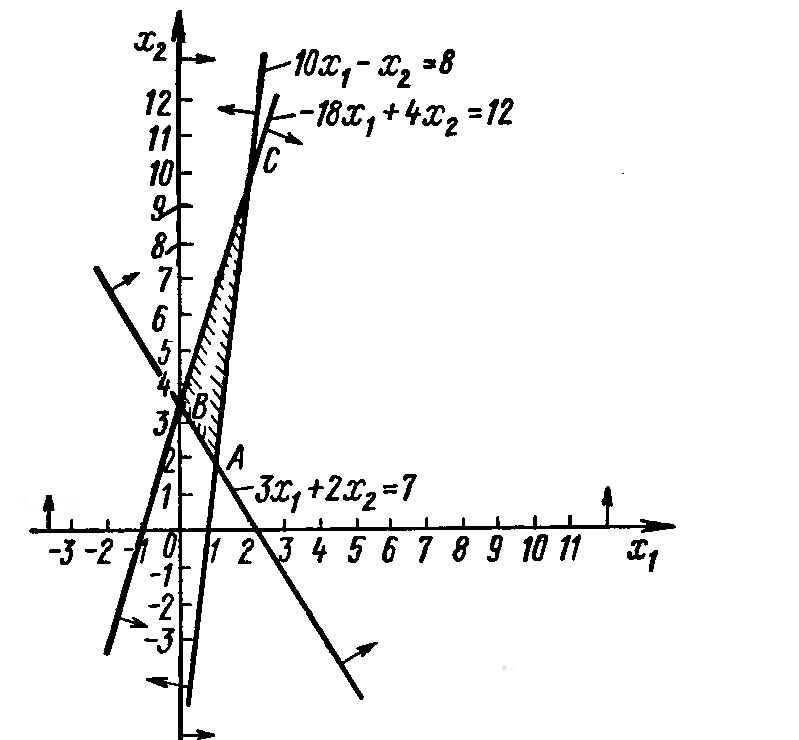 x₂
10x₁ − x₂ = 8
12
−18x₁ + 4x₂ = 12
11
C
10
9
8
7
6
5
4
B
3
2
A
1
3x₁ + 2x₂ = 7
-3 -2 -1 0 1 2 3 4 5 6 7 8 9 10 11 x₁
-1
-2
-3